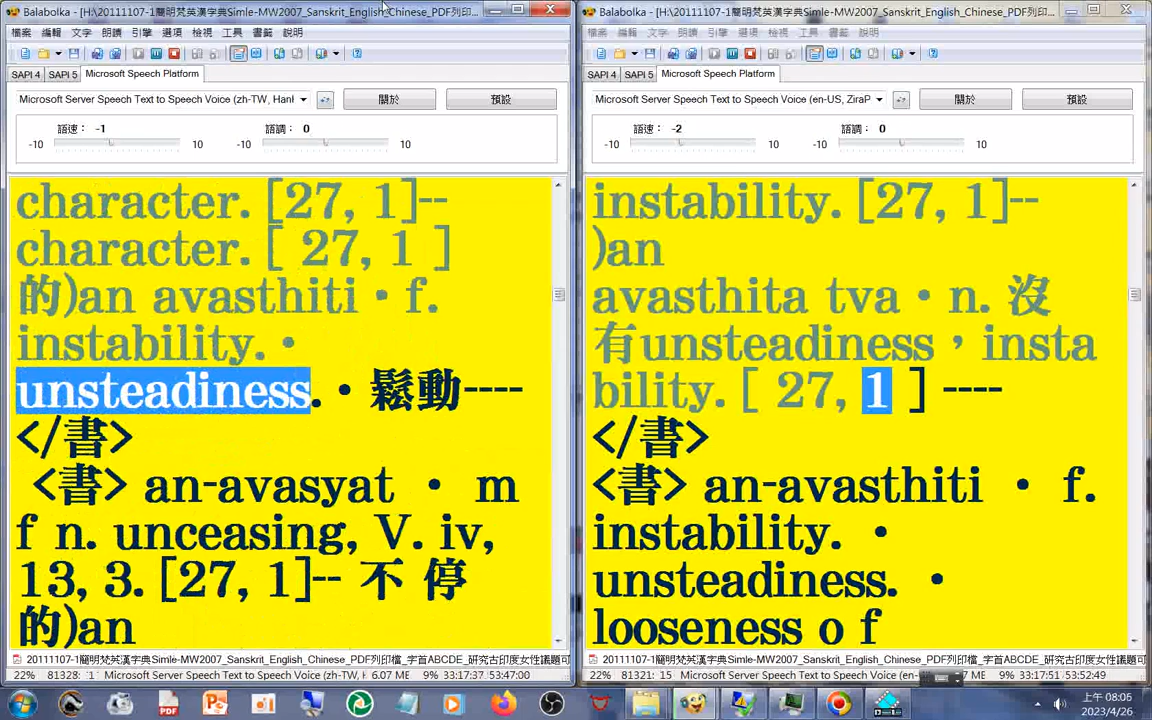 Balabolka - [H:\20111107-1簡明梵英漢字典Simle-MW2007_Sanskrit_English_Chinese_PDF列印...
檔案 編輯 文字 朗讀 引擎 選項 檢視 工具 書籤 說明
SAPI 4 SAPI 5 Microsoft Speech Platform
Microsoft Server Speech Text to Speech Voice (zh-TW, Hanl 關於 預設
語速： -1 語調： 0
-10 10 -10 10
character. [27, 1]--
character. [ 27, 1 ]
的)an avasthiti・f.
instability.・
unsteadiness.・鬆動----
</書>
<書> an-avasyat ・ m
f n. unceasing, V. iv,
13, 3. [27, 1]-- 不 停
的)an
20111107-1簡明梵英漢字典Simle-MW2007_Sanskrit_English_Chinese_PDF列印檔_字首ABCDE_研究古印度女性議題可
22% 81328: Microsoft Server Speech Text to Speech Voice (zh-TW, 6.07 MB 9% 33:17:37 53:47:00
Balabolka - [H:\20111107-1簡明梵英漢字典Simle-MW2007_Sanskrit_English_Chinese_PDF列印...
檔案 編輯 文字 朗讀 引擎 選項 檢視 工具 書籤 說明
SAPI 4 SAPI 5 Microsoft Speech Platform
Microsoft Server Speech Text to Speech Voice (en-US, ZiraP 關於 預設
語速： -2 語調： 0
-10 10 -10 10
instability. [27, 1]--
)an
avasthita tva・n. 沒
有unsteadiness，insta
bility. [ 27, 1 ] ----
</書>
<書> an-avasthiti ・ f.
instability. ・
unsteadiness. ・
looseness o f
20111107-1簡明梵英漢字典Simle-MW2007_Sanskrit_English_Chinese_PDF列印檔_字首ABCDE_研究古印度女性議題可
22% 81321: 15 Microsoft Server Speech Text to Speech Voice (en-US, 9% 33:17:51 53:52:49
上午 08:06
2023/4/26